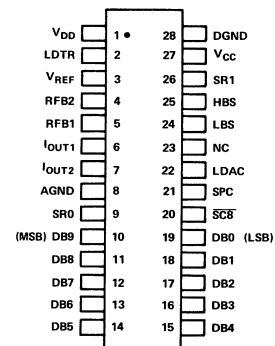 VDD 1 • 28 DGND
LDTR 2 27 VCC
VREF 3 26 SR1
RFB2 4 25 HBS
RFB1 5 24 LBS
IOUT1 6 23 NC
IOUT2 7 22 LDAC
AGND 8 21 SPC
SR0 9 20 SC8
(MSB) DB9 10 19 DB0 (LSB)
DB8 11 18 DB1
DB7 12 17 DB2
DB6 13 16 DB3
DB5 14 15 DB4